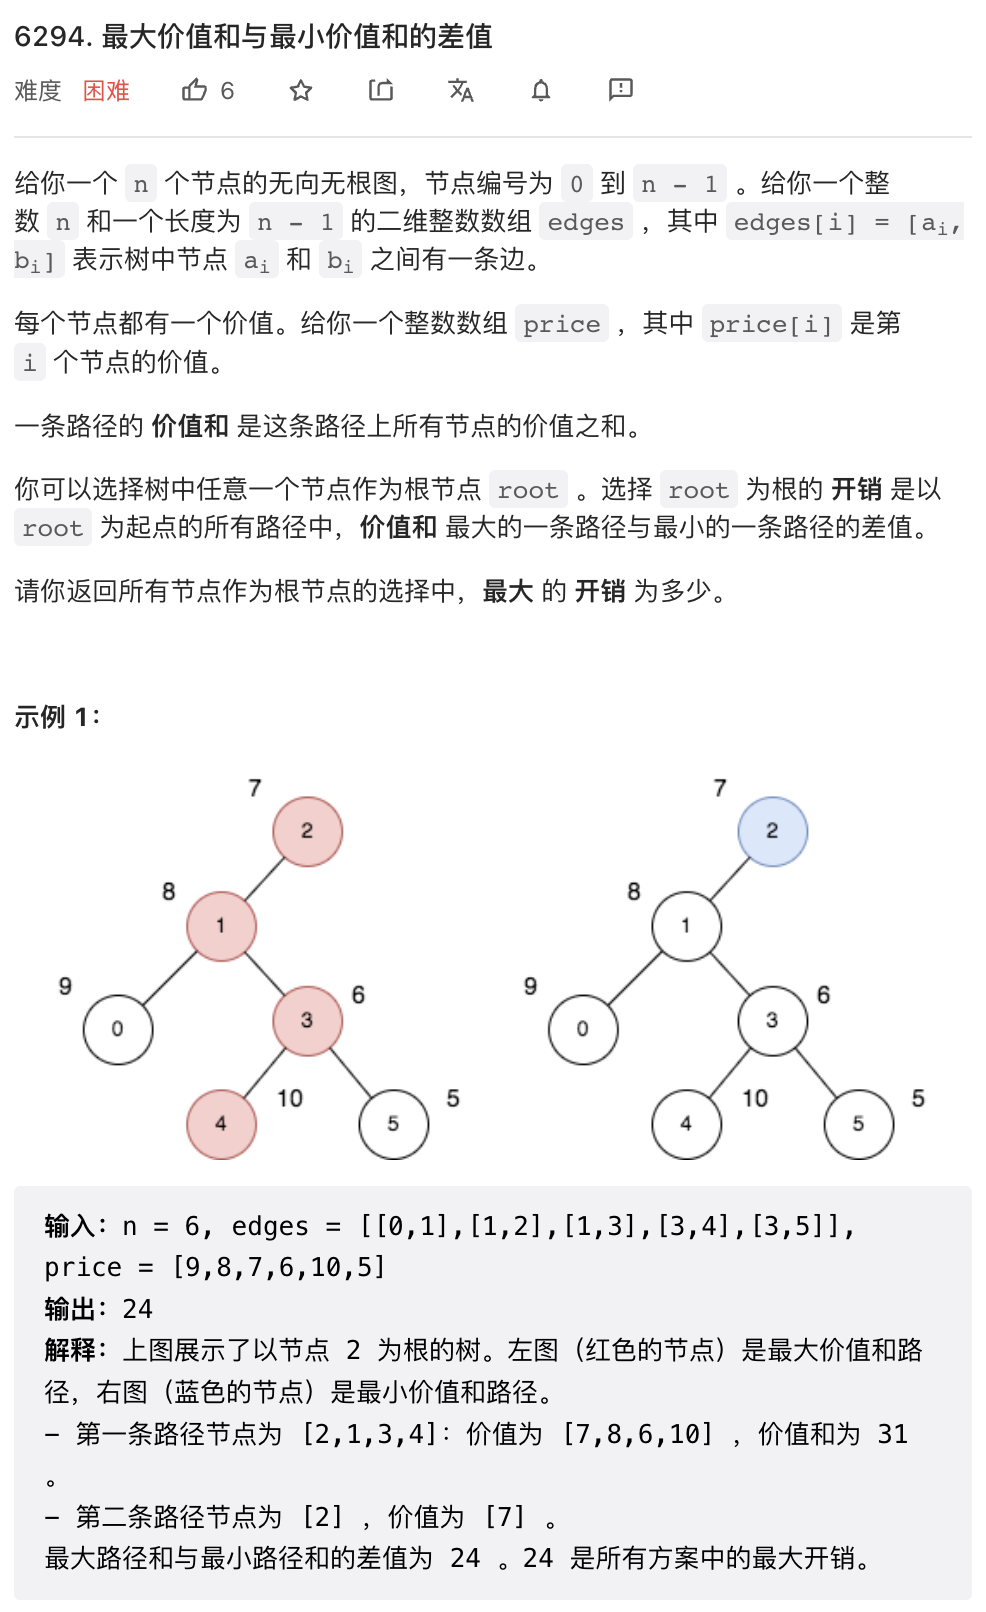 6294. 最大价值和与最小价值和的差值
难度 困难 6
给你一个 n 个节点的无向无根图，节点编号为 0 到 n - 1 。给你一个整
数 n 和一个长度为 n - 1 的二维整数数组 edges ，其中 edges[i] = [ai,
bi] 表示树中节点 ai 和 bi 之间有一条边。
每个节点都有一个价值。给你一个整数数组 price ，其中 price[i] 是第
i 个节点的价值。
一条路径的 价值和 是这条路径上所有节点的价值之和。
你可以选择树中任意一个节点作为根节点 root 。选择 root 为根的 开销 是以
root 为起点的所有路径中，价值和 最大的一条路径与最小的一条路径的差值。
请你返回所有节点作为根节点的选择中，最大 的 开销 为多少。
示例 1：
7 7
2 2
8 8
1 1
9 6 9 6
0 3 0 3
10 5 10 5
4 5 4 5
输入：n = 6, edges = [[0,1],[1,2],[1,3],[3,4],[3,5]],
price = [9,8,7,6,10,5]
输出：24
解释：上图展示了以节点 2 为根的树。左图（红色的节点）是最大价值和路
径，右图（蓝色的节点）是最小价值和路径。
- 第一条路径节点为 [2,1,3,4]：价值为 [7,8,6,10] ，价值和为 31
。
- 第二条路径节点为 [2] ，价值为 [7] 。
最大路径和与最小路径和的差值为 24 。24 是所有方案中的最大开销。